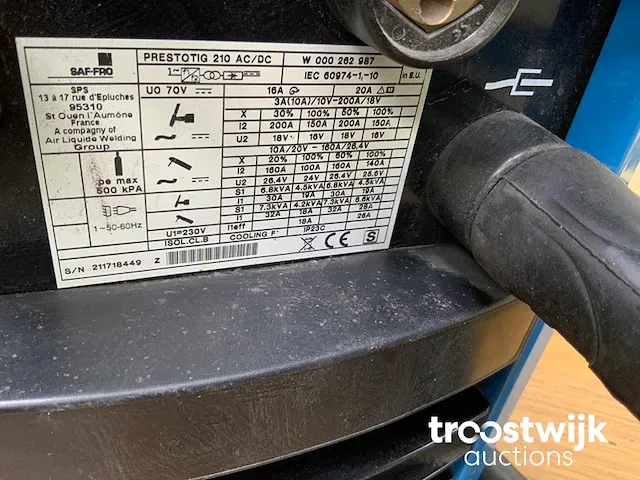 SAF-FRO
PRESTOTIG 210 AC/DC
W 000 262 987
1~
IEC 60974-1,-10
in E.U.
SPS
13 à 17 rue d'Epluches
95310
St Ouen l'Aumône
France
A compagny of
Air Liquide Welding
Group
U0 70V
16A
20A
3A(10A)/10V-200A/18V
X 30% 100% 50% 100%
I2 200A 150A 200A 150A
U2 18V 16V 18V 16V
10A/20V - 160A/26,4V
X 20% 100% 60% 100%
I2 160A 100A 160A 140A
U2 26.4V 24V 26.4V 25.6V
S1 6.8kVA 4.5kVA 6.8kVA 4.5kVA
I1 30A 19A 30A 19A
S1 7.3kVA 4.2kVA 7.3kVA 6.6kVA
I1 32A 18A 32A 28A
pe max
500 kPA
1~50-60Hz
U1=230V
I1eff 18A 26A
ISOL.CL.B
COOLING F
IP23C
CE
S
S/N 211718449 Z
troostwijk
auctions